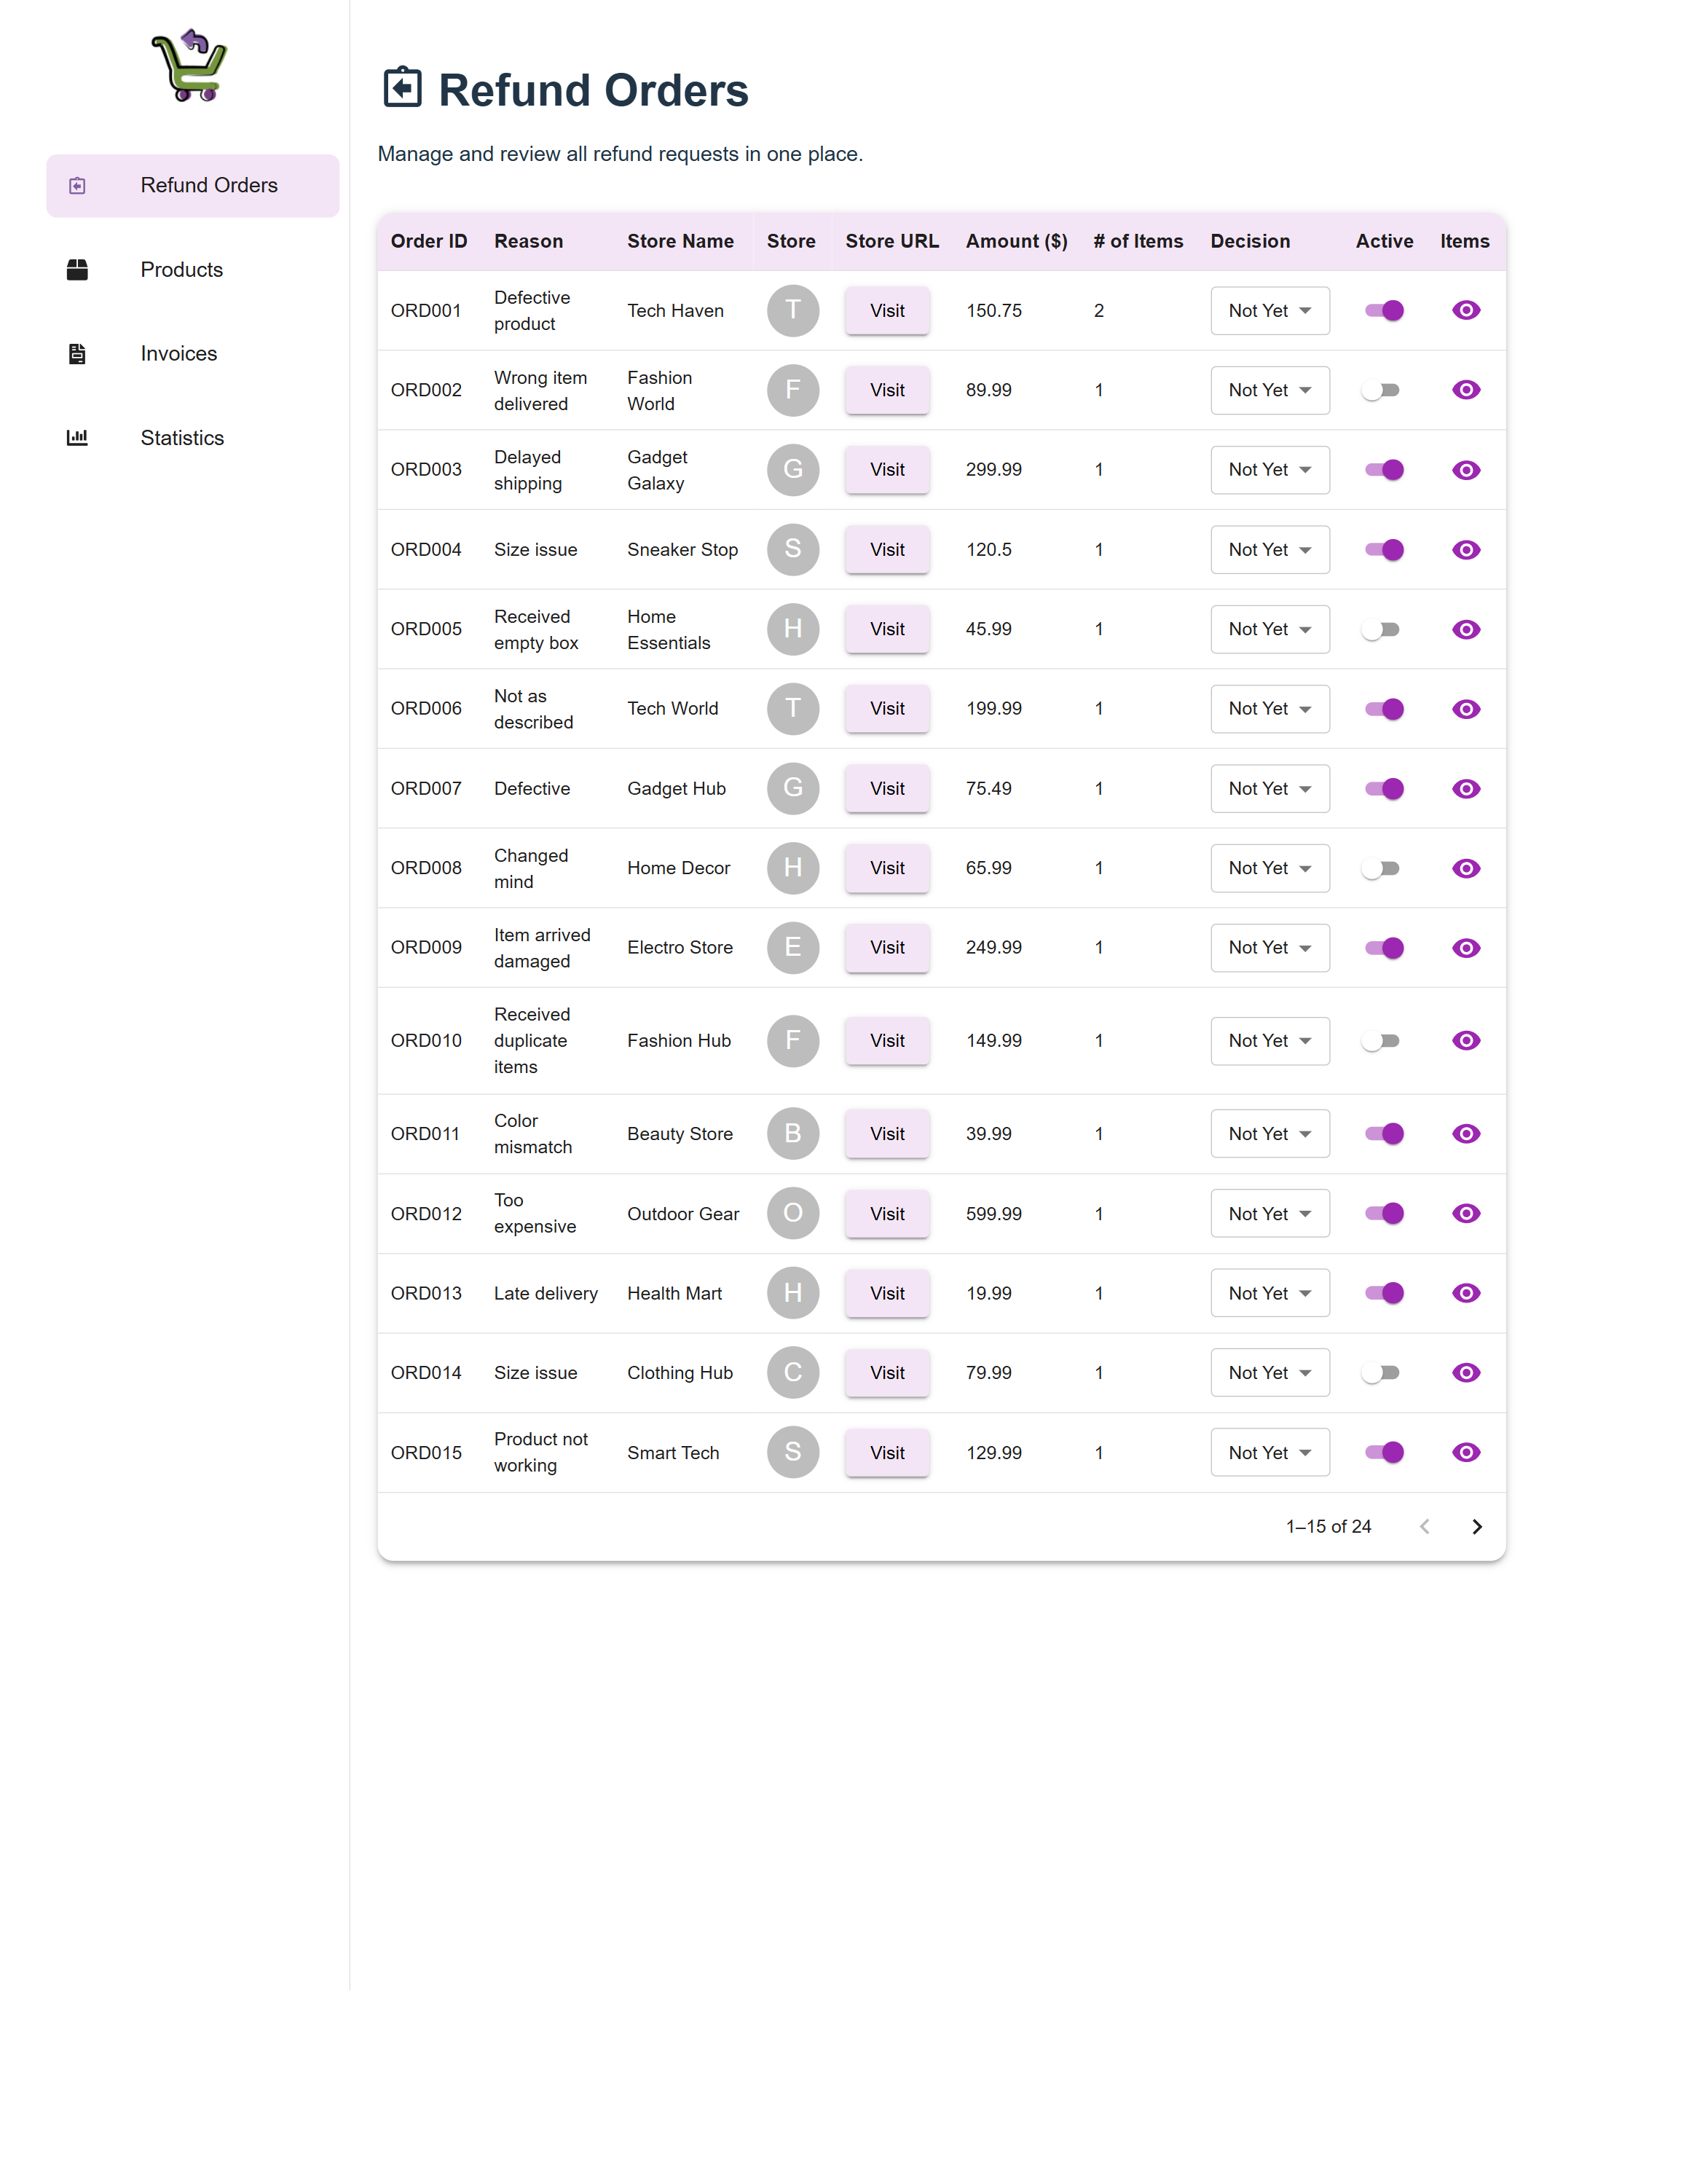 Refund Orders
Products
Invoices
Statistics
Refund Orders
Manage and review all refund requests in one place.
Order ID Reason Store Name Store Store URL Amount ($) # of Items Decision Active Items
ORD001 Defective product Tech Haven T Visit 150.75 2 Not Yet
ORD002 Wrong item delivered Fashion World F Visit 89.99 1 Not Yet
ORD003 Delayed shipping Gadget Galaxy G Visit 299.99 1 Not Yet
ORD004 Size issue Sneaker Stop S Visit 120.5 1 Not Yet
ORD005 Received empty box Home Essentials H Visit 45.99 1 Not Yet
ORD006 Not as described Tech World T Visit 199.99 1 Not Yet
ORD007 Defective Gadget Hub G Visit 75.49 1 Not Yet
ORD008 Changed mind Home Decor H Visit 65.99 1 Not Yet
ORD009 Item arrived damaged Electro Store E Visit 249.99 1 Not Yet
ORD010 Received duplicate items Fashion Hub F Visit 149.99 1 Not Yet
ORD011 Color mismatch Beauty Store B Visit 39.99 1 Not Yet
ORD012 Too expensive Outdoor Gear O Visit 599.99 1 Not Yet
ORD013 Late delivery Health Mart H Visit 19.99 1 Not Yet
ORD014 Size issue Clothing Hub C Visit 79.99 1 Not Yet
ORD015 Product not working Smart Tech S Visit 129.99 1 Not Yet
1–15 of 24